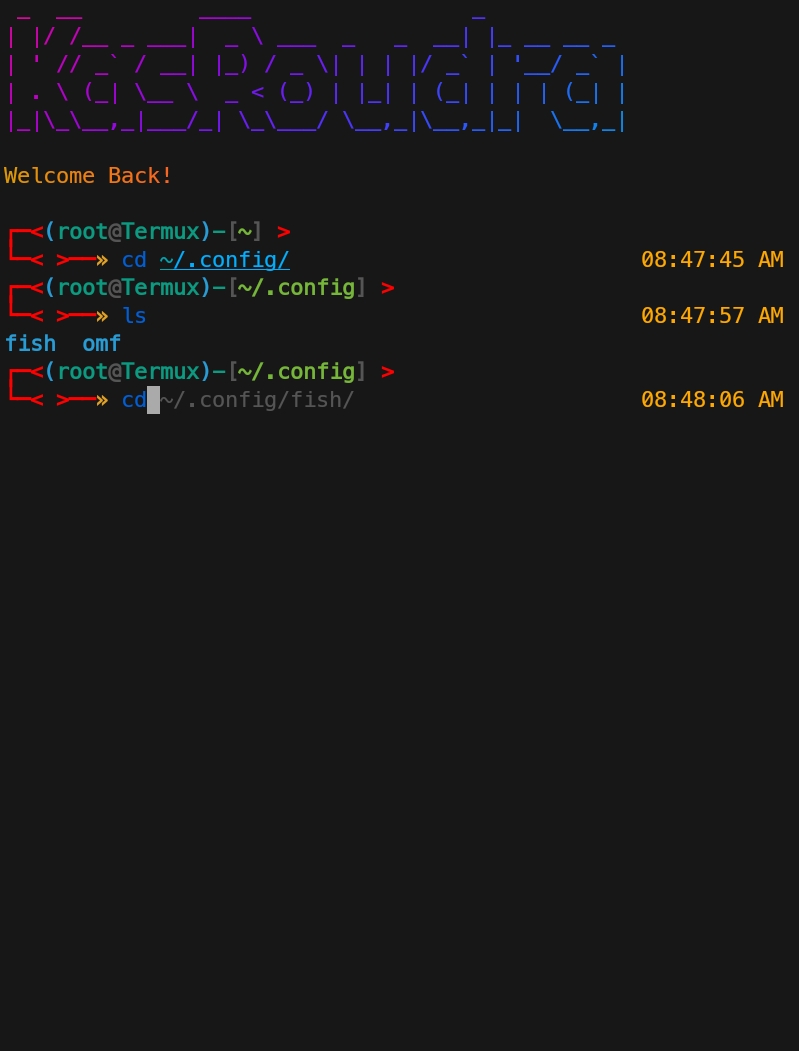 KasRoudra
Welcome Back!
┌─<(root@Termux)-[~] >
└─< >──» cd ~/.config/ 08:47:45 AM
┌─<(root@Termux)-[~/.config] >
└─< >──» ls 08:47:57 AM
fish  omf
┌─<(root@Termux)-[~/.config] >
└─< >──» cd ~/.config/fish/ 08:48:06 AM